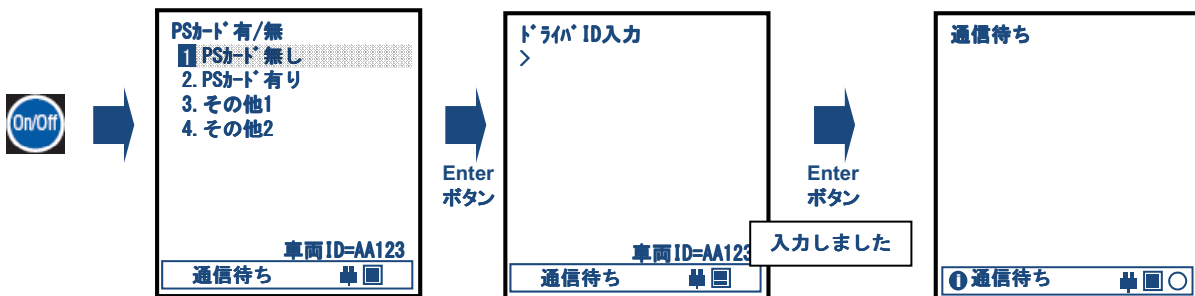 On/Off
PSｶｰﾄﾞ有/無
1 PSｶｰﾄﾞ無し
2. PSｶｰﾄﾞ有り
3. その他1
4. その他2
車両ID=AA123
通信待ち
Enter
ボタン
ﾄﾞﾗｲﾊﾞID入力
>
車両ID=AA123
通信待ち
Enter
ボタン
入力しました
通信待ち
通信待ち